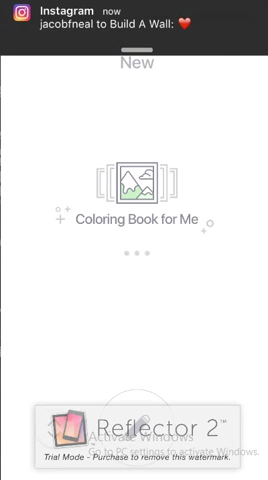 Instagram now
jacobfneal to Build A Wall: ❤️
New
Coloring Book for Me
Reflector 2™
Activate Windows
Go to PC settings to activate Windows.
Trial Mode - Purchase to remove this watermark.